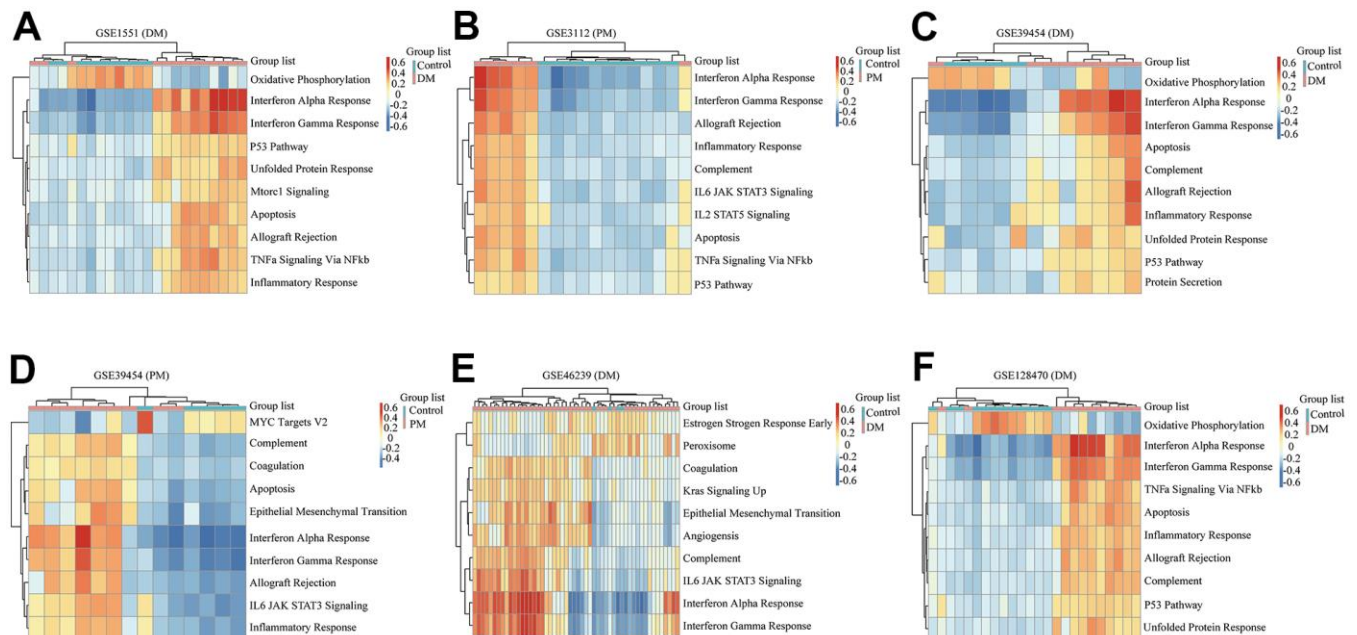 A
GSE1551 (DM)
Group list
Oxidative Phosphorylation
Interferon Alpha Response
Interferon Gamma Response
P53 Pathway
Unfolded Protein Response
Mtorc1 Signaling
Apoptosis
Allograft Rejection
TNFa Signaling Via NFkb
Inflammatory Response
Group list
0.6
0.4
0.2
0
-0.2
-0.4
-0.6
Control
DM
B
GSE3112 (PM)
Group list
Interferon Alpha Response
Interferon Gamma Response
Allograft Rejection
Inflammatory Response
Complement
IL6 JAK STAT3 Signaling
IL2 STAT5 Signaling
Apoptosis
TNFa Signaling Via NFkb
P53 Pathway
Group list
0.6
0.4
0.2
0
-0.2
-0.4
-0.6
Control
PM
C
GSE39454 (DM)
Group list
Oxidative Phosphorylation
Interferon Alpha Response
Interferon Gamma Response
Apoptosis
Complement
Allograft Rejection
Inflammatory Response
Unfolded Protein Response
P53 Pathway
Protein Secretion
Group list
0.6
0.4
0.2
0
-0.2
-0.4
-0.6
Control
DM
D
GSE39454 (PM)
Group list
MYC Targets V2
Complement
Coagulation
Apoptosis
Epithelial Mesenchymal Transition
Interferon Alpha Response
Interferon Gamma Response
Allograft Rejection
IL6 JAK STAT3 Signaling
Inflammatory Response
Group list
0.6
0.4
0.2
0
-0.2
-0.4
Control
PM
E
GSE46239 (DM)
Group list
Estrogen Strogen Response Early
Peroxisome
Coagulation
Kras Signaling Up
Epithelial Mesenchymal Transition
Angiogensis
Complement
IL6 JAK STAT3 Signaling
Interferon Alpha Response
Interferon Gamma Response
Group list
0.6
0.4
0.2
0
-0.2
-0.4
-0.6
Control
DM
F
GSE128470 (DM)
Group list
Oxidative Phosphorylation
Interferon Alpha Response
Interferon Gamma Response
TNFa Signaling Via NFkb
Apoptosis
Inflammatory Response
Allograft Rejection
Complement
P53 Pathway
Unfolded Protein Response
Group list
0.6
0.4
0.2
0
-0.2
-0.4
-0.6
Control
DM